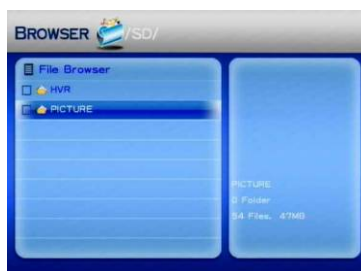 BROWSER /SD/
File Browser
HVR
PICTURE
PICTURE
0 Folder
54 Files, 47MB